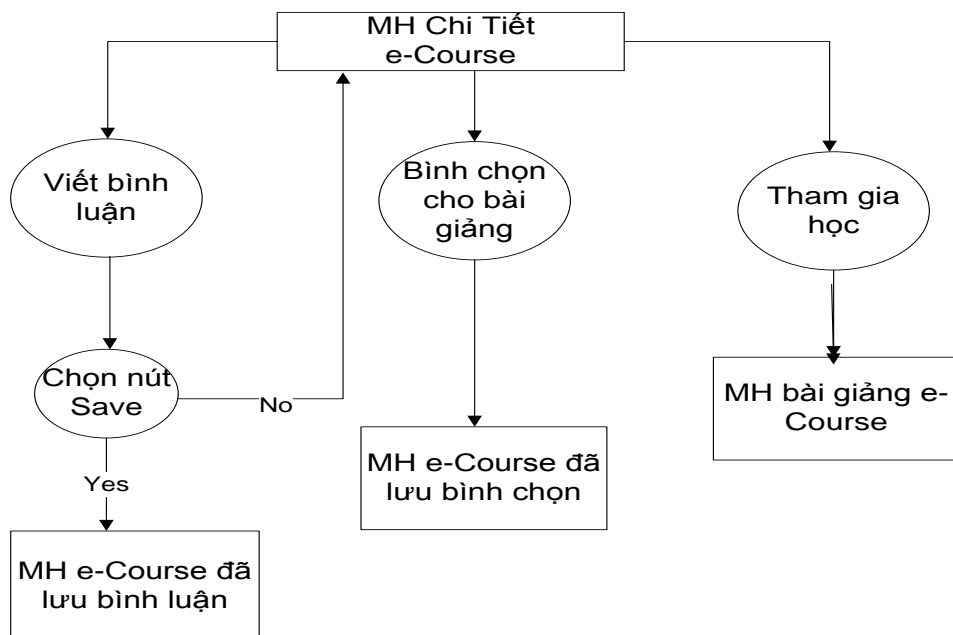 MH Chi Tiết
e-Course
Viết bình
luận
Bình chọn
cho bài
giảng
Tham gia
học
Chọn nút
Save
No
MH bài giảng e-
Course
MH e-Course đã
lưu bình chọn
Yes
MH e-Course đã
lưu bình luận